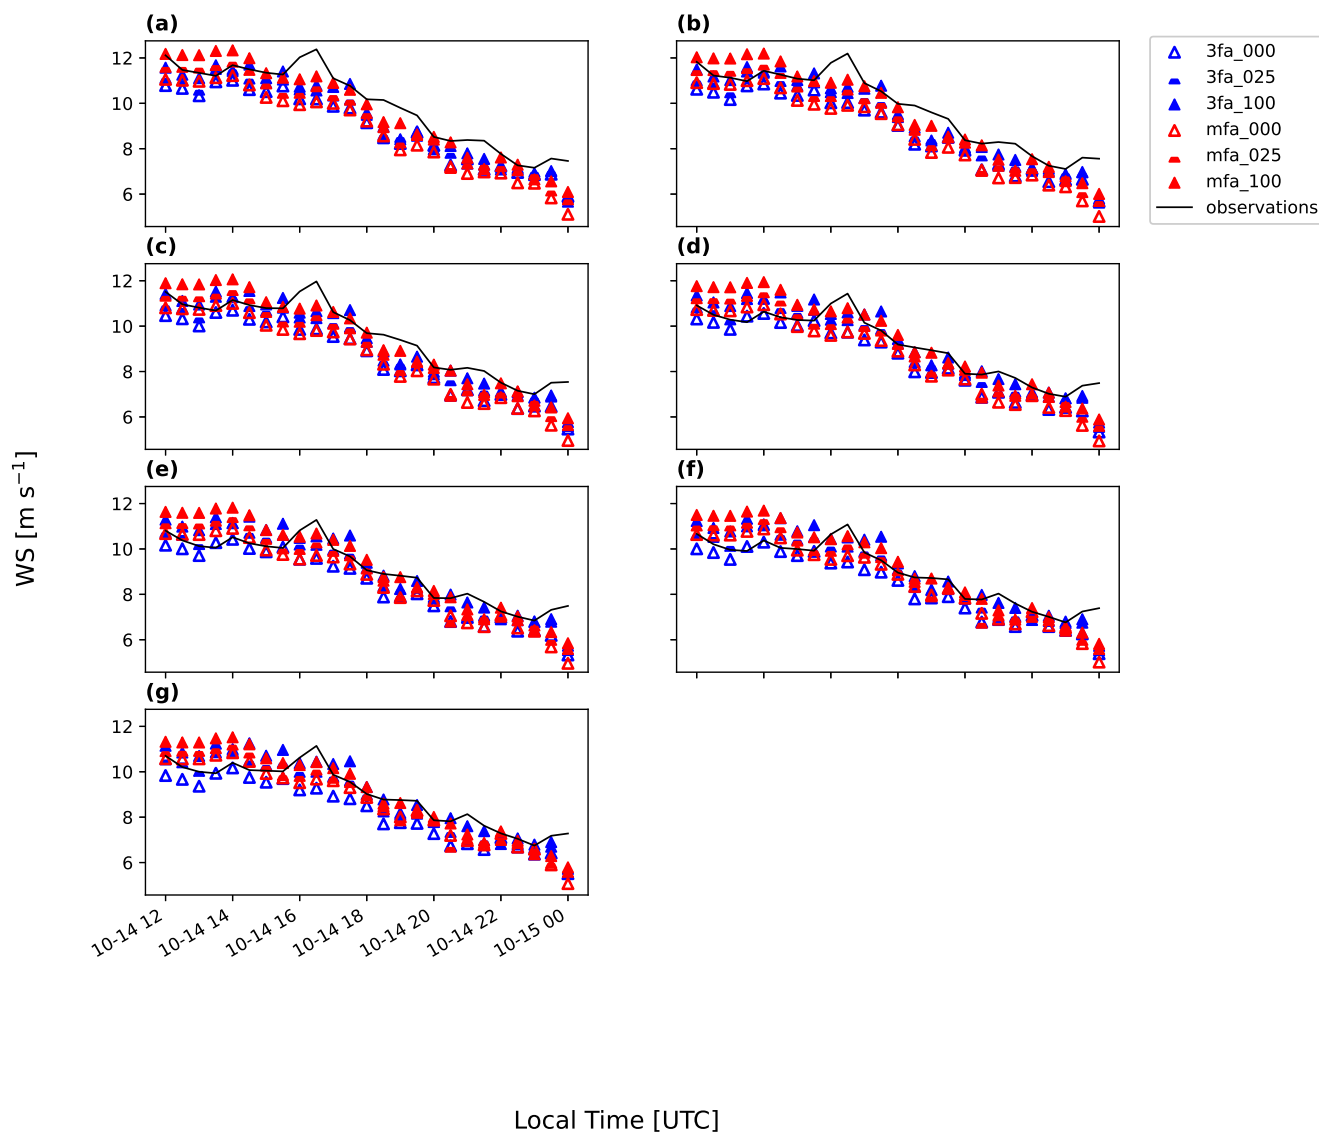 (a)
(b)
12
10
8
6
3fa_000
3fa_025
3fa_100
mfa_000
mfa_025
mfa_100
observations
(c)
(d)
12
10
8
6
(e)
(f)
12
10
8
6
(g)
12
10
8
6
10-14 12
10-14 14
10-14 16
10-14 18
10-14 20
10-14 22
10-15 00
WS [m s⁻¹]
Local Time [UTC]